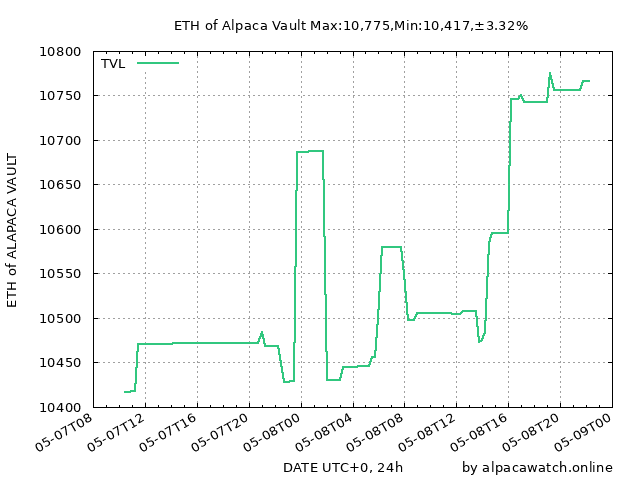 ETH of Alpaca Vault Max:10,775,Min:10,417,±3.32%
TVL
10800
10750
10700
10650
10600
10550
10500
10450
10400
ETH of ALAPACA VAULT
05-07T08
05-07T12
05-07T16
05-07T20
05-08T00
05-08T04
05-08T08
05-08T12
05-08T16
05-08T20
05-09T00
DATE UTC+0, 24h
by alpacawatch.online